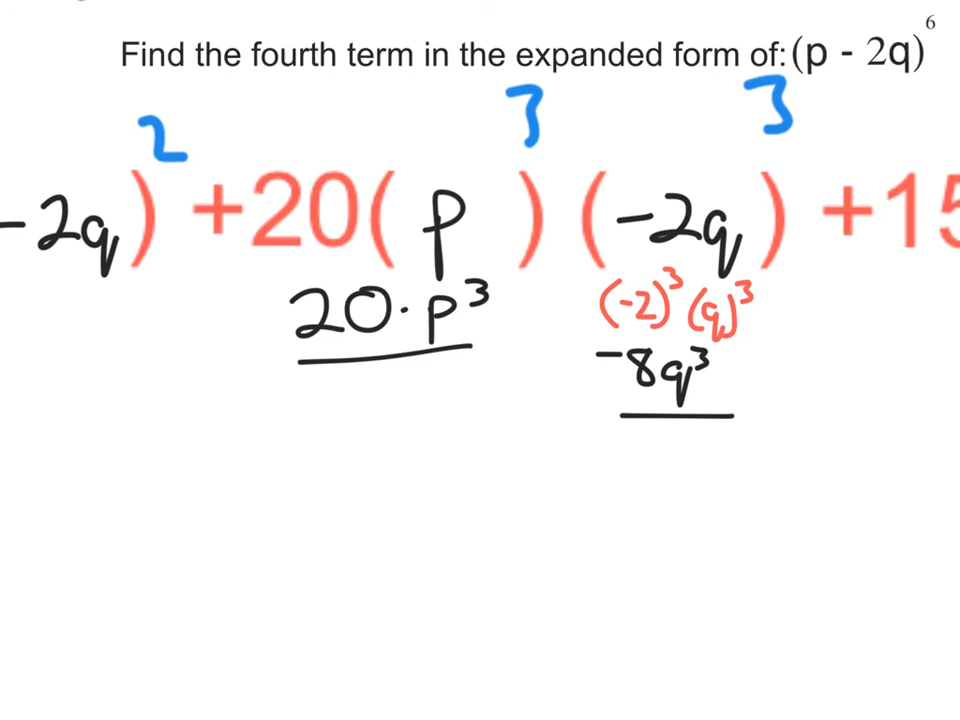 Find the fourth term in the expanded form of: (p - 2q)⁶
-2q)² +20(p)³(-2q)³ +15
20·p³ (-2)³(q)³
-8q³